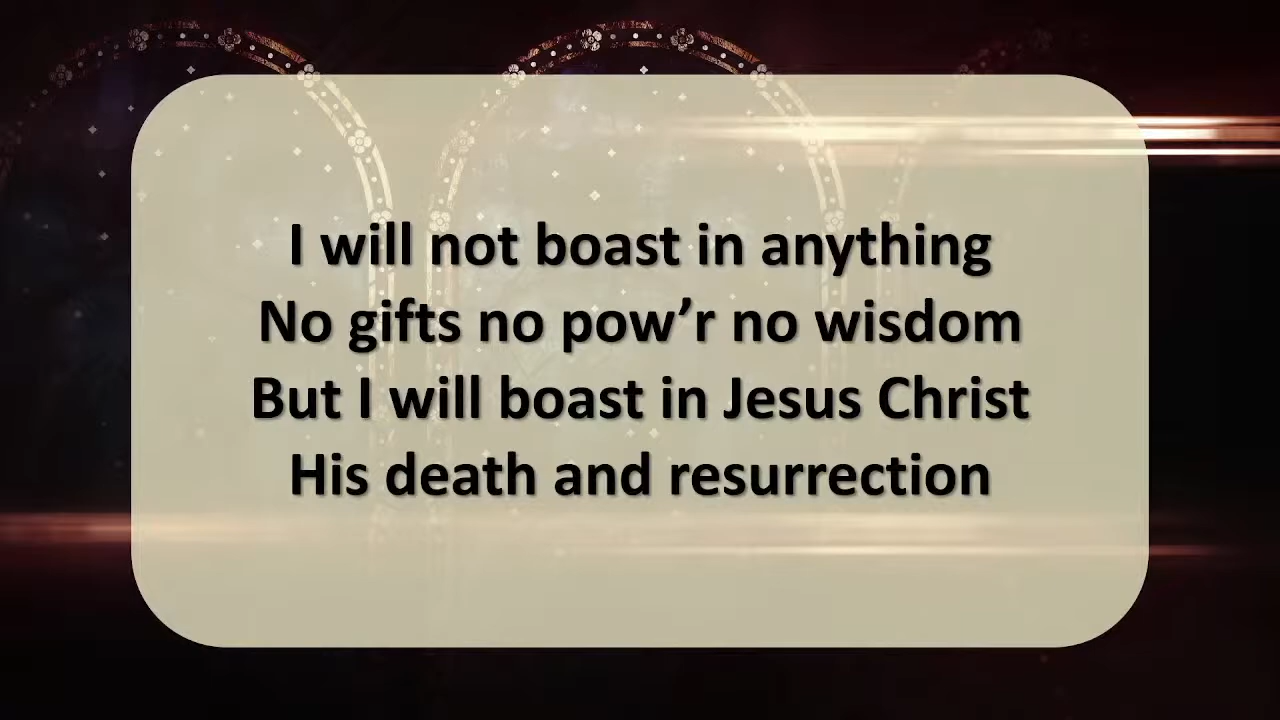 I will not boast in anything
No gifts no pow’r no wisdom
But I will boast in Jesus Christ
His death and resurrection